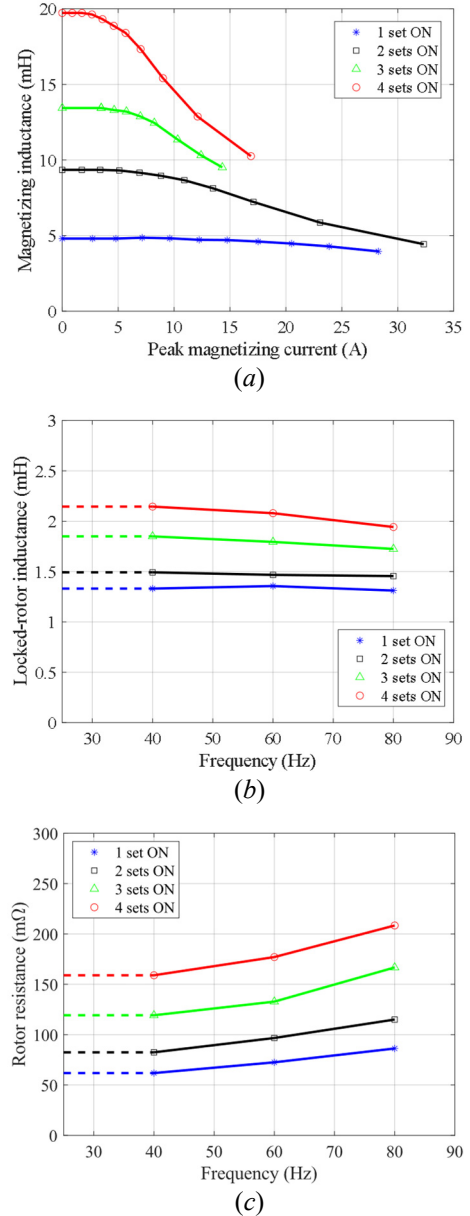 20
15
10
5
0
Magnetizing inductance (mH)
1 set ON
2 sets ON
3 sets ON
4 sets ON
0 5 10 15 20 25 30 35
Peak magnetizing current (A)
(a)
3
2.5
2
1.5
1
0.5
0
Locked-rotor inductance (mH)
1 set ON
2 sets ON
3 sets ON
4 sets ON
30 40 50 60 70 80 90
Frequency (Hz)
(b)
300
250
200
150
100
50
0
Rotor resistance (mΩ)
1 set ON
2 sets ON
3 sets ON
4 sets ON
30 40 50 60 70 80 90
Frequency (Hz)
(c)